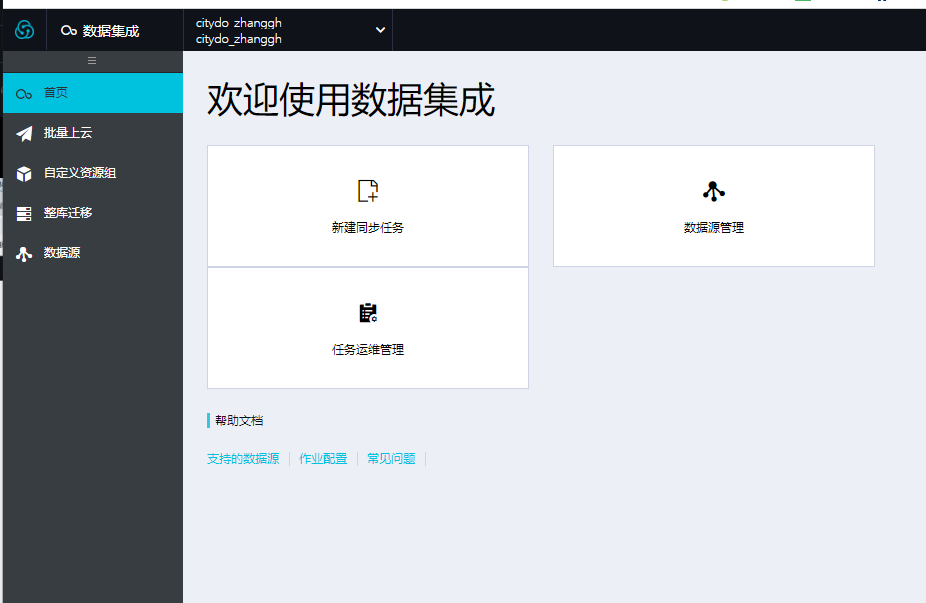 数据集成
citydo_zhanggh
citydo_zhanggh
首页
批量上云
自定义资源组
整库迁移
数据源
欢迎使用数据集成
新建同步任务
数据源管理
任务运维管理
帮助文档
支持的数据源 作业配置 常见问题